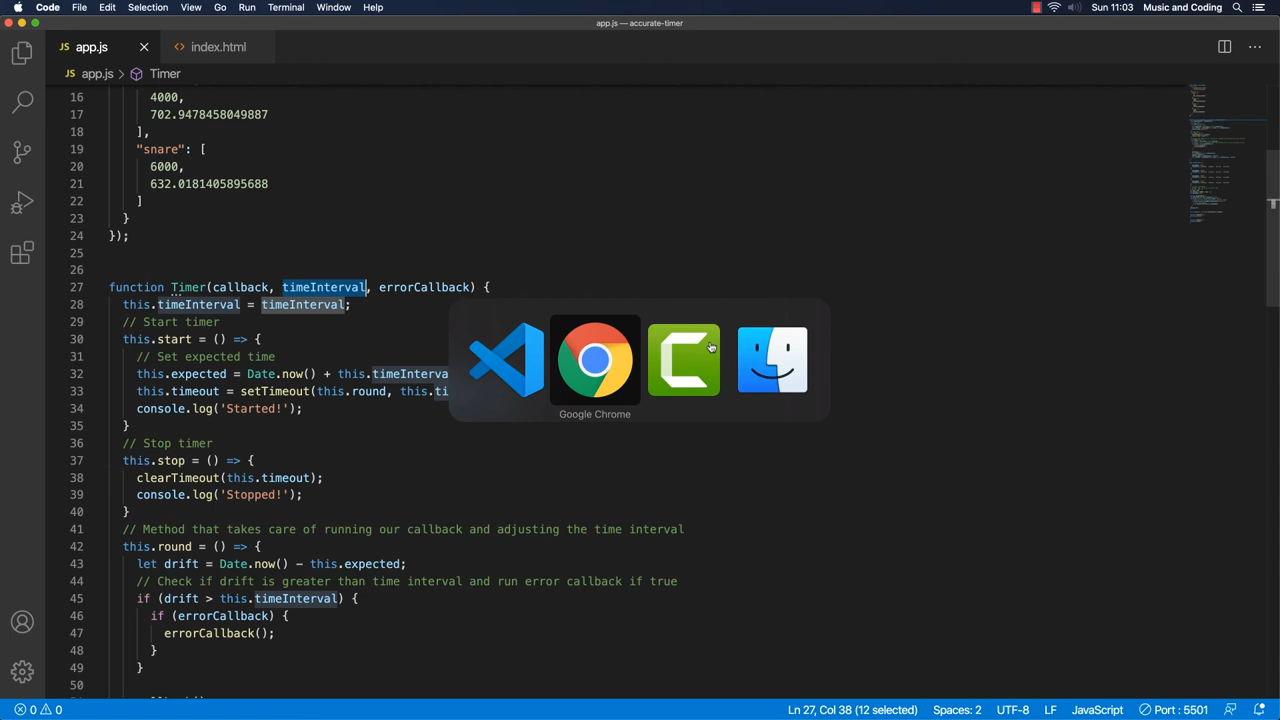 Code File Edit Selection View Go Run Terminal Window Help Sun 11:03 Music and Coding
app.js — accurate-timer
JS app.js index.html
JS app.js > Timer
16 4000,
17 702.9478458049887
18 ],
19 "snare": [
20 6000,
21 632.0181405895688
22 ]
23 }
24 });
25
26
27 function Timer(callback, timeInterval, errorCallback) {
28 this.timeInterval = timeInterval;
29 // Start timer
30 this.start = () => {
31 // Set expected time
32 this.expected = Date.now() + this.timeInterva
33 this.timeout = setTimeout(this.round, this.ti
34 console.log('Started!');
35 }
36 // Stop timer
37 this.stop = () => {
38 clearTimeout(this.timeout);
39 console.log('Stopped!');
40 }
41 // Method that takes care of running our callback and adjusting the time interval
42 this.round = () => {
43 let drift = Date.now() - this.expected;
44 // Check if drift is greater than time interval and run error callback if true
45 if (drift > this.timeInterval) {
46 if (errorCallback) {
47 errorCallback();
48 }
49 }
50
Google Chrome
0 0 Ln 27, Col 38 (12 selected) Spaces: 2 UTF-8 LF JavaScript Port : 5501